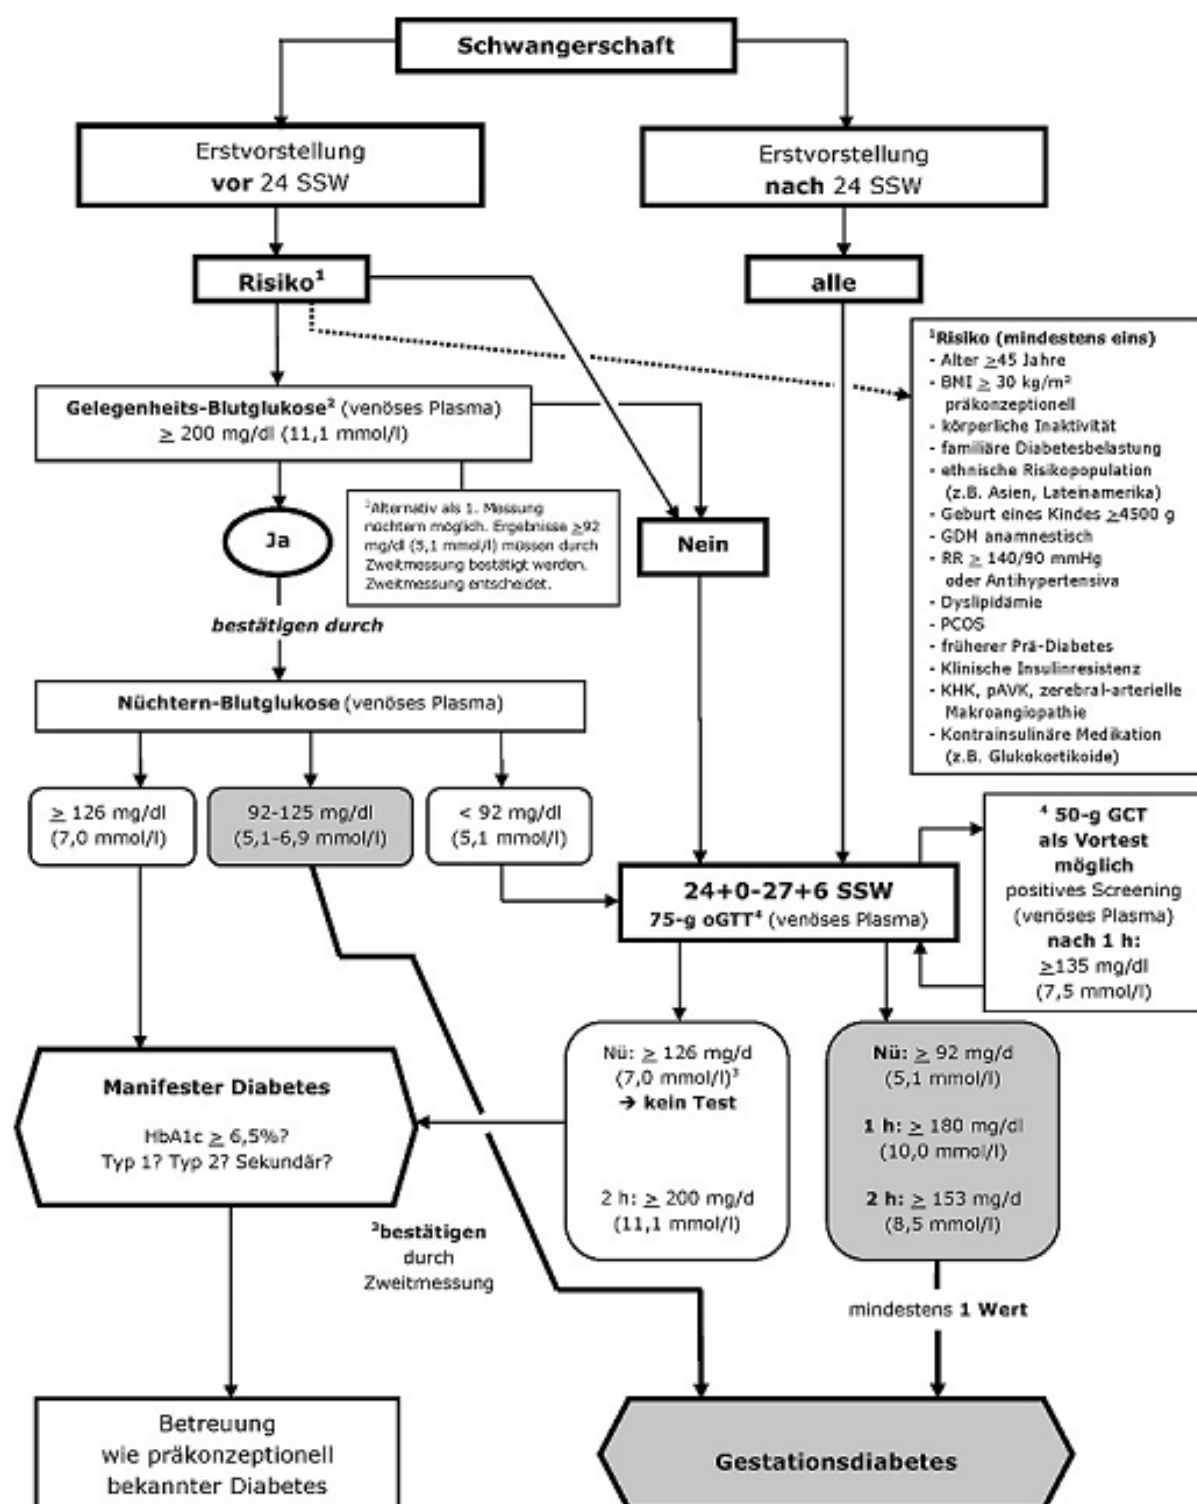 Schwangerschaft
Erstvorstellung
vor 24 SSW
Erstvorstellung
nach 24 SSW
Risiko¹
alle
¹Risiko (mindestens eins)
- Alter ≥45 Jahre
- BMI ≥ 30 kg/m²
präkonzeptionell
- körperliche Inaktivität
- familiäre Diabetesbelastung
- ethnische Risikopopulation
(z.B. Asien, Lateinamerika)
- Geburt eines Kindes ≥4500 g
- GDM anamnestisch
- RR ≥ 140/90 mmHg
oder Antihypertensiva
- Dyslipidämie
- PCOS
- früherer Prä-Diabetes
- Klinische Insulinresistenz
- KHK, pAVK, zerebral-arterielle
Makroangiopathie
- Kontrainsulinäre Medikation
(z.B. Glukokortikoide)
Gelegenheits-Blutglukose² (venöses Plasma)
≥ 200 mg/dl (11,1 mmol/l)
²Alternativ als 1. Messung
nüchtern möglich. Ergebnisse ≥92
mg/dl (5,1 mmol/l) müssen durch
Zweitmessung bestätigt werden.
Zweitmessung entscheidet.
Ja
Nein
bestätigen durch
Nüchtern-Blutglukose (venöses Plasma)
≥ 126 mg/dl
(7,0 mmol/l)
92-125 mg/dl
(5,1-6,9 mmol/l)
< 92 mg/dl
(5,1 mmol/l)
24+0-27+6 SSW
75-g oGTT⁴ (venöses Plasma)
⁴ 50-g GCT
als Vortest
möglich
positives Screening
(venöses Plasma)
nach 1 h:
≥135 mg/dl
(7,5 mmol/l)
Manifester Diabetes
HbA1c ≥ 6,5%?
Typ 1? Typ 2? Sekundär?
Nü: ≥ 126 mg/d
(7,0 mmol/l)³
→ kein Test
2 h: ≥ 200 mg/d
(11,1 mmol/l)
Nü: ≥ 92 mg/d
(5,1 mmol/l)
1 h: ≥ 180 mg/dl
(10,0 mmol/l)
2 h: ≥ 153 mg/d
(8,5 mmol/l)
³bestätigen
durch
Zweitmessung
mindestens 1 Wert
Betreuung
wie präkonzeptionell
bekannter Diabetes
Gestationsdiabetes